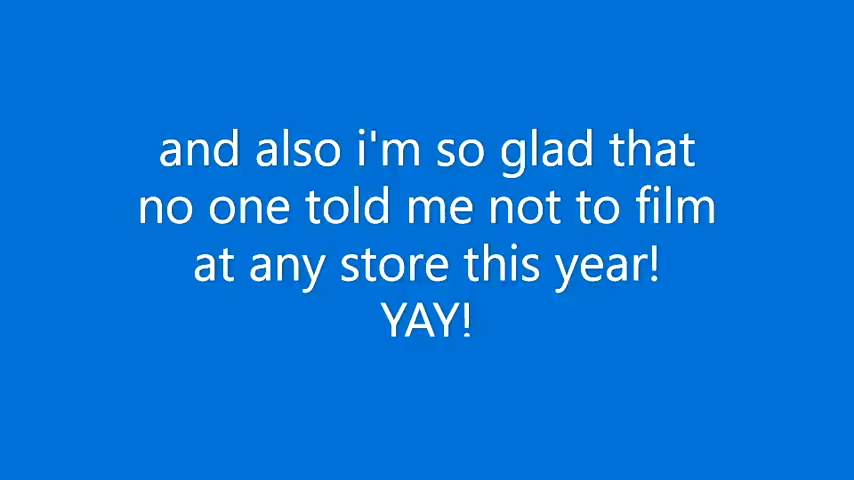 and also i'm so glad that
no one told me not to film
at any store this year!
YAY!